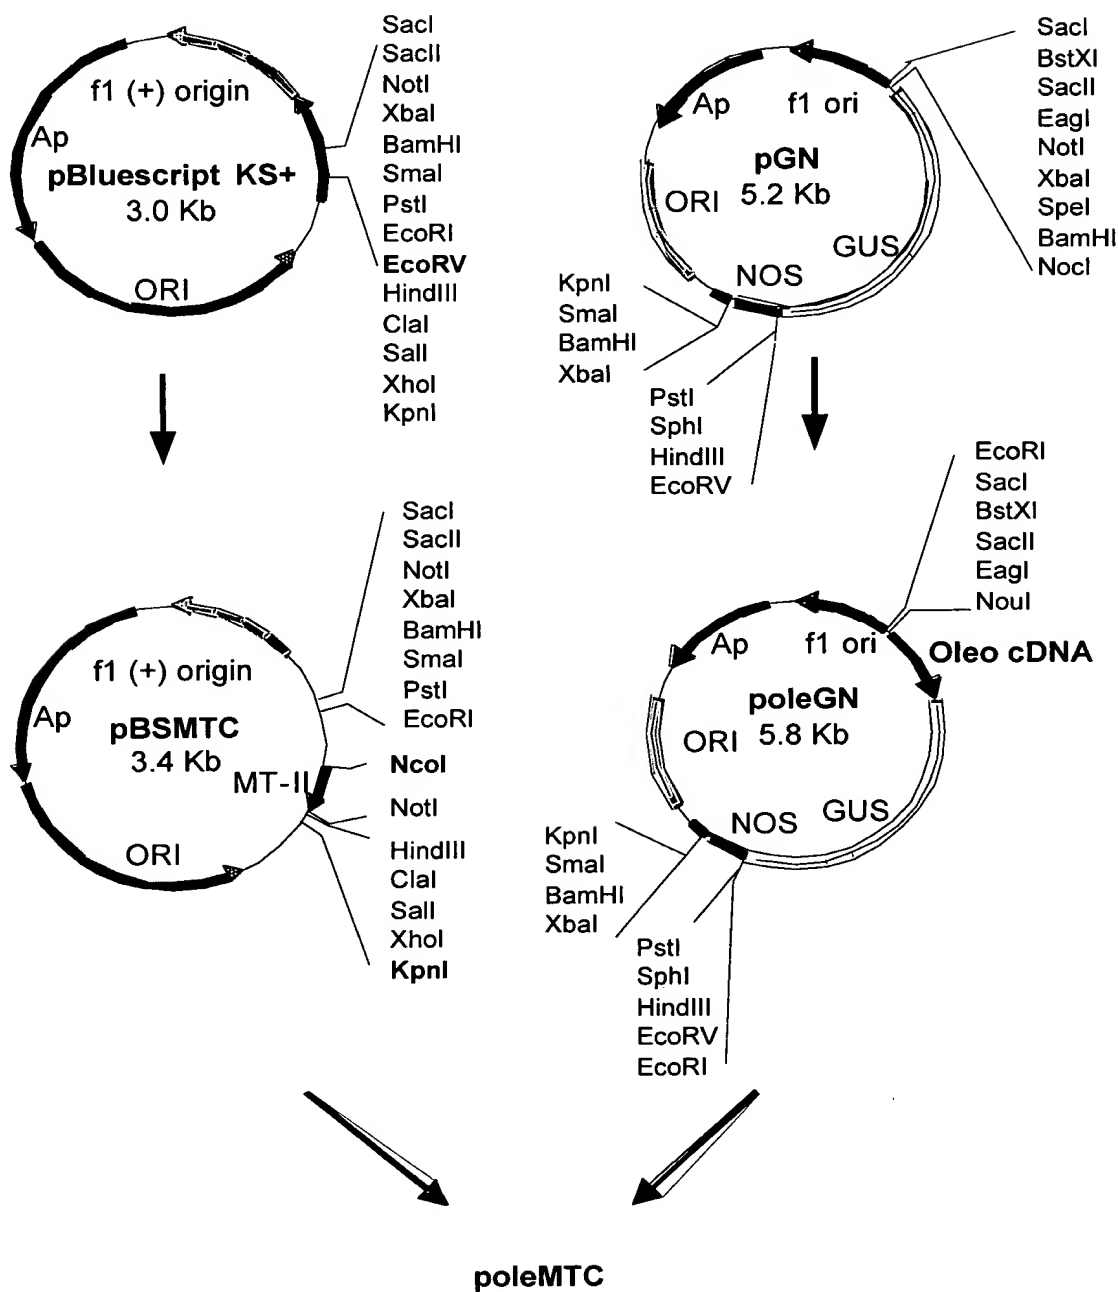 f1 (+) origin
Ap
pBluescript KS+
3.0 Kb
ORI
SacI
SacII
NotI
XbaI
BamHI
SmaI
PstI
EcoRI
EcoRV
HindIII
ClaI
SalI
XhoI
KpnI
Ap
f1 ori
pGN
5.2 Kb
ORI
GUS
NOS
SacI
BstXI
SacII
EagI
NotI
XbaI
SpeI
BamHI
NocI
KpnI
SmaI
BamHI
XbaI
PstI
SphI
HindIII
EcoRV
f1 (+) origin
Ap
pBSMTC
3.4 Kb
MT-II
ORI
SacI
SacII
NotI
XbaI
BamHI
SmaI
PstI
EcoRI
NcoI
NotI
HindIII
ClaI
SalI
XhoI
KpnI
EcoRI
SacI
BstXI
SacII
EagI
NouI
Ap
f1 ori
Oleo cDNA
poleGN
5.8 Kb
ORI
NOS
GUS
KpnI
SmaI
BamHI
XbaI
PstI
SphI
HindIII
EcoRV
EcoRI
poleMTC